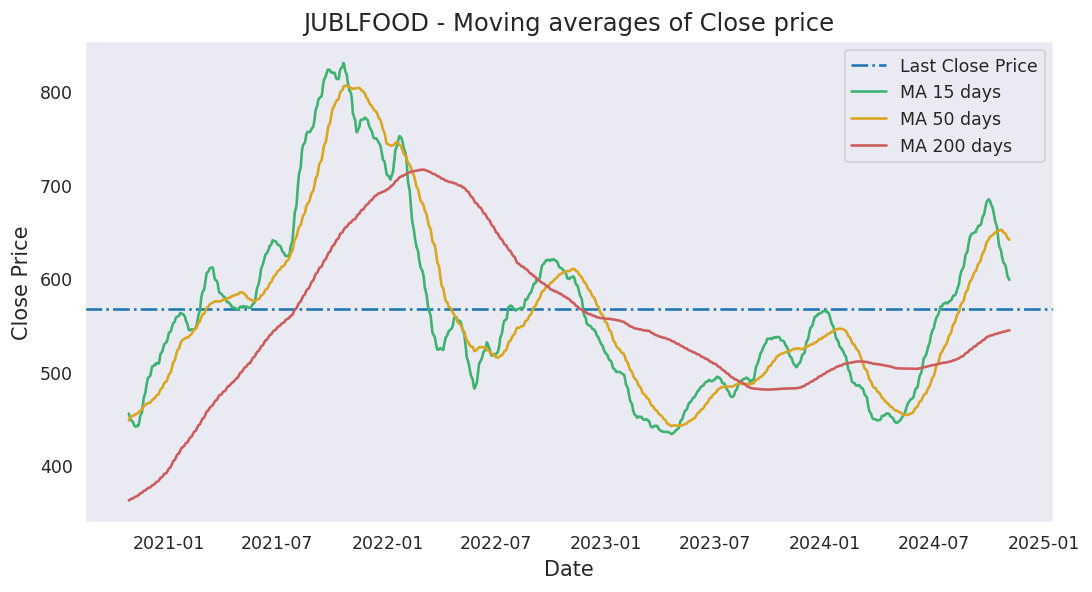 JUBLFOOD - Moving averages of Close price
Last Close Price
MA 15 days
MA 50 days
MA 200 days
Close Price
800
700
600
500
400
2021-01
2021-07
2022-01
2022-07
2023-01
2023-07
2024-01
2024-07
2025-01
Date